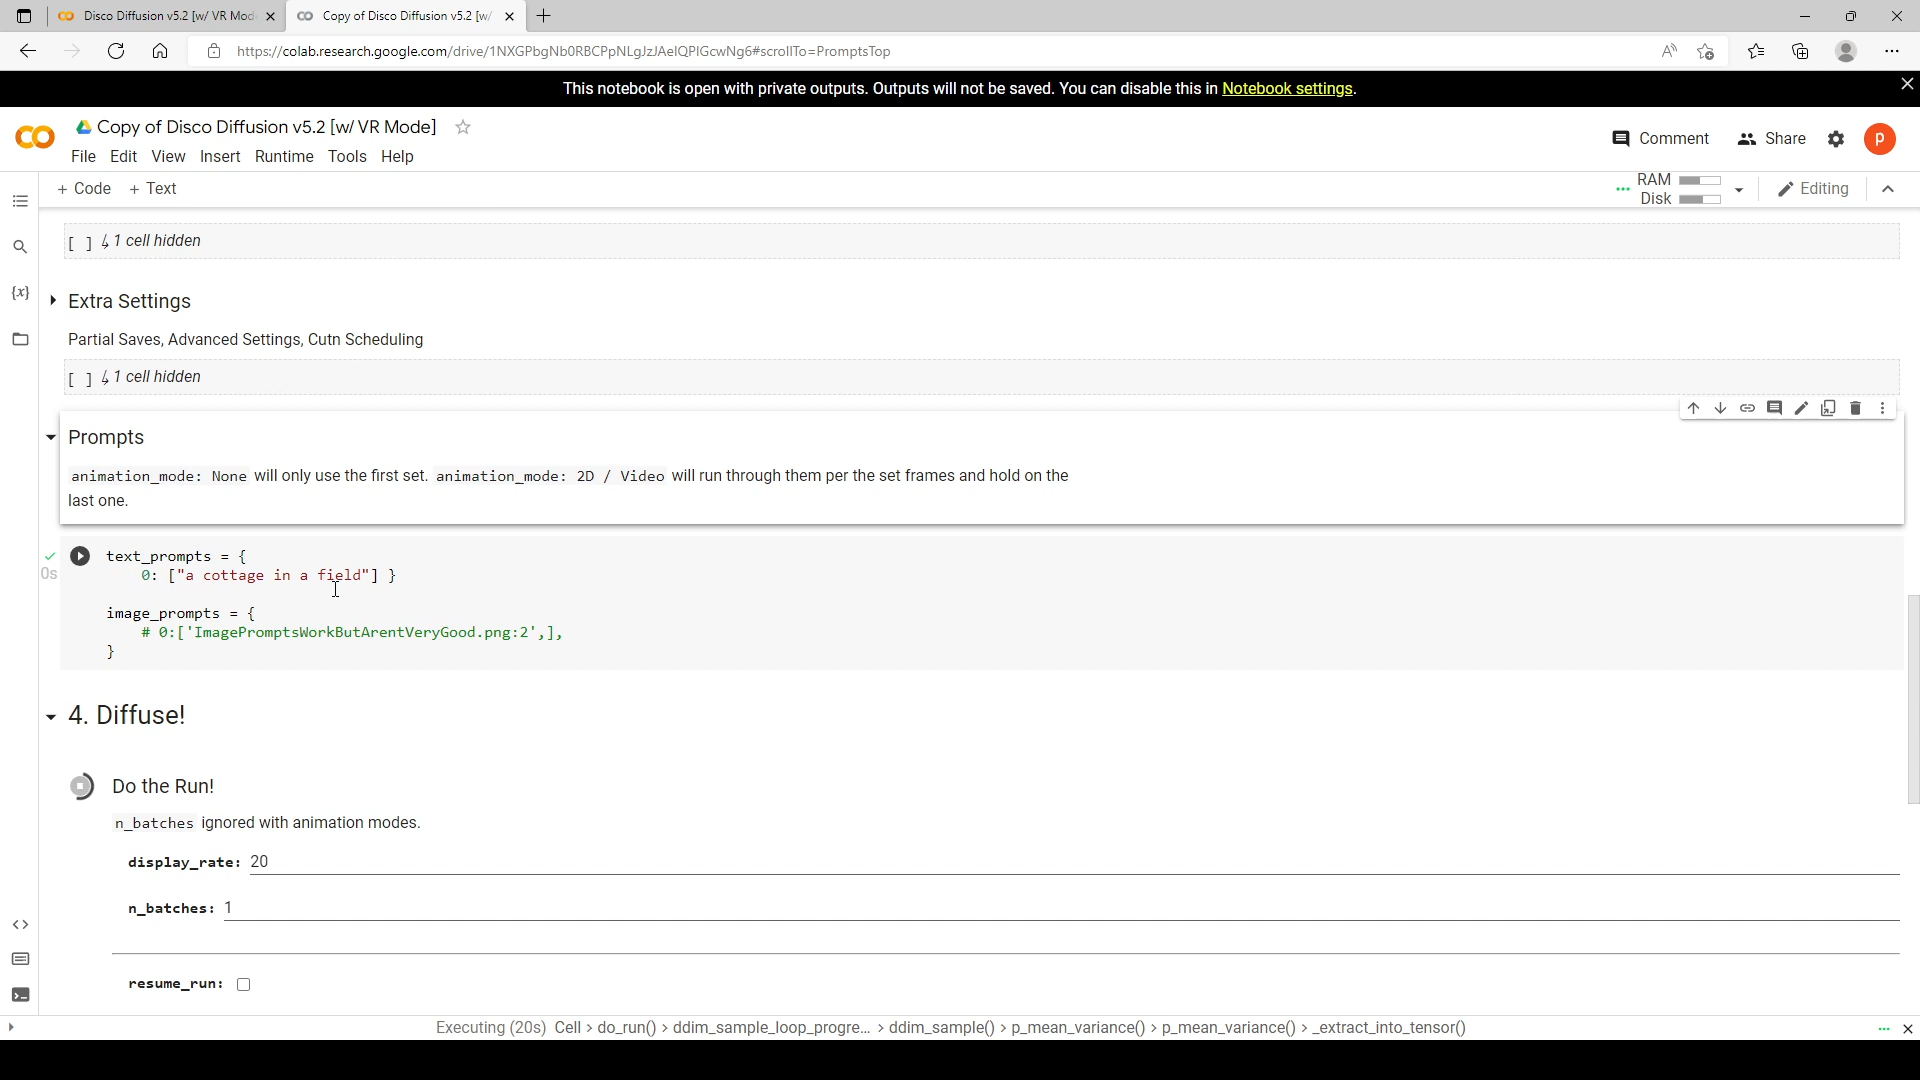 Disco Diffusion v5.2 [w/ VR Mod
Copy of Disco Diffusion v5.2 [w/
https://colab.research.google.com/drive/1NXGPbgNb0RBCPpNLgJzJAelQPlGcwNg6#scrollTo=PromptsTop
This notebook is open with private outputs. Outputs will not be saved. You can disable this in Notebook settings.
Copy of Disco Diffusion v5.2 [w/ VR Mode]
File Edit View Insert Runtime Tools Help
Comment Share P
+ Code + Text
RAM
Disk
Editing
[ ] ↳ 1 cell hidden
{x}
Extra Settings
Partial Saves, Advanced Settings, Cutn Scheduling
[ ] ↳ 1 cell hidden
Prompts
animation_mode: None will only use the first set. animation_mode: 2D / Video will run through them per the set frames and hold on the
last one.
0s
text_prompts = {
0: ["a cottage in a field"] }
image_prompts = {
# 0:['ImagePromptsWorkButArentVeryGood.png:2',],
}
4. Diffuse!
Do the Run!
n_batches ignored with animation modes.
display_rate: 20
n_batches: 1
resume_run:
Executing (20s) Cell > do_run() > ddim_sample_loop_progre... > ddim_sample() > p_mean_variance() > p_mean_variance() > _extract_into_tensor()